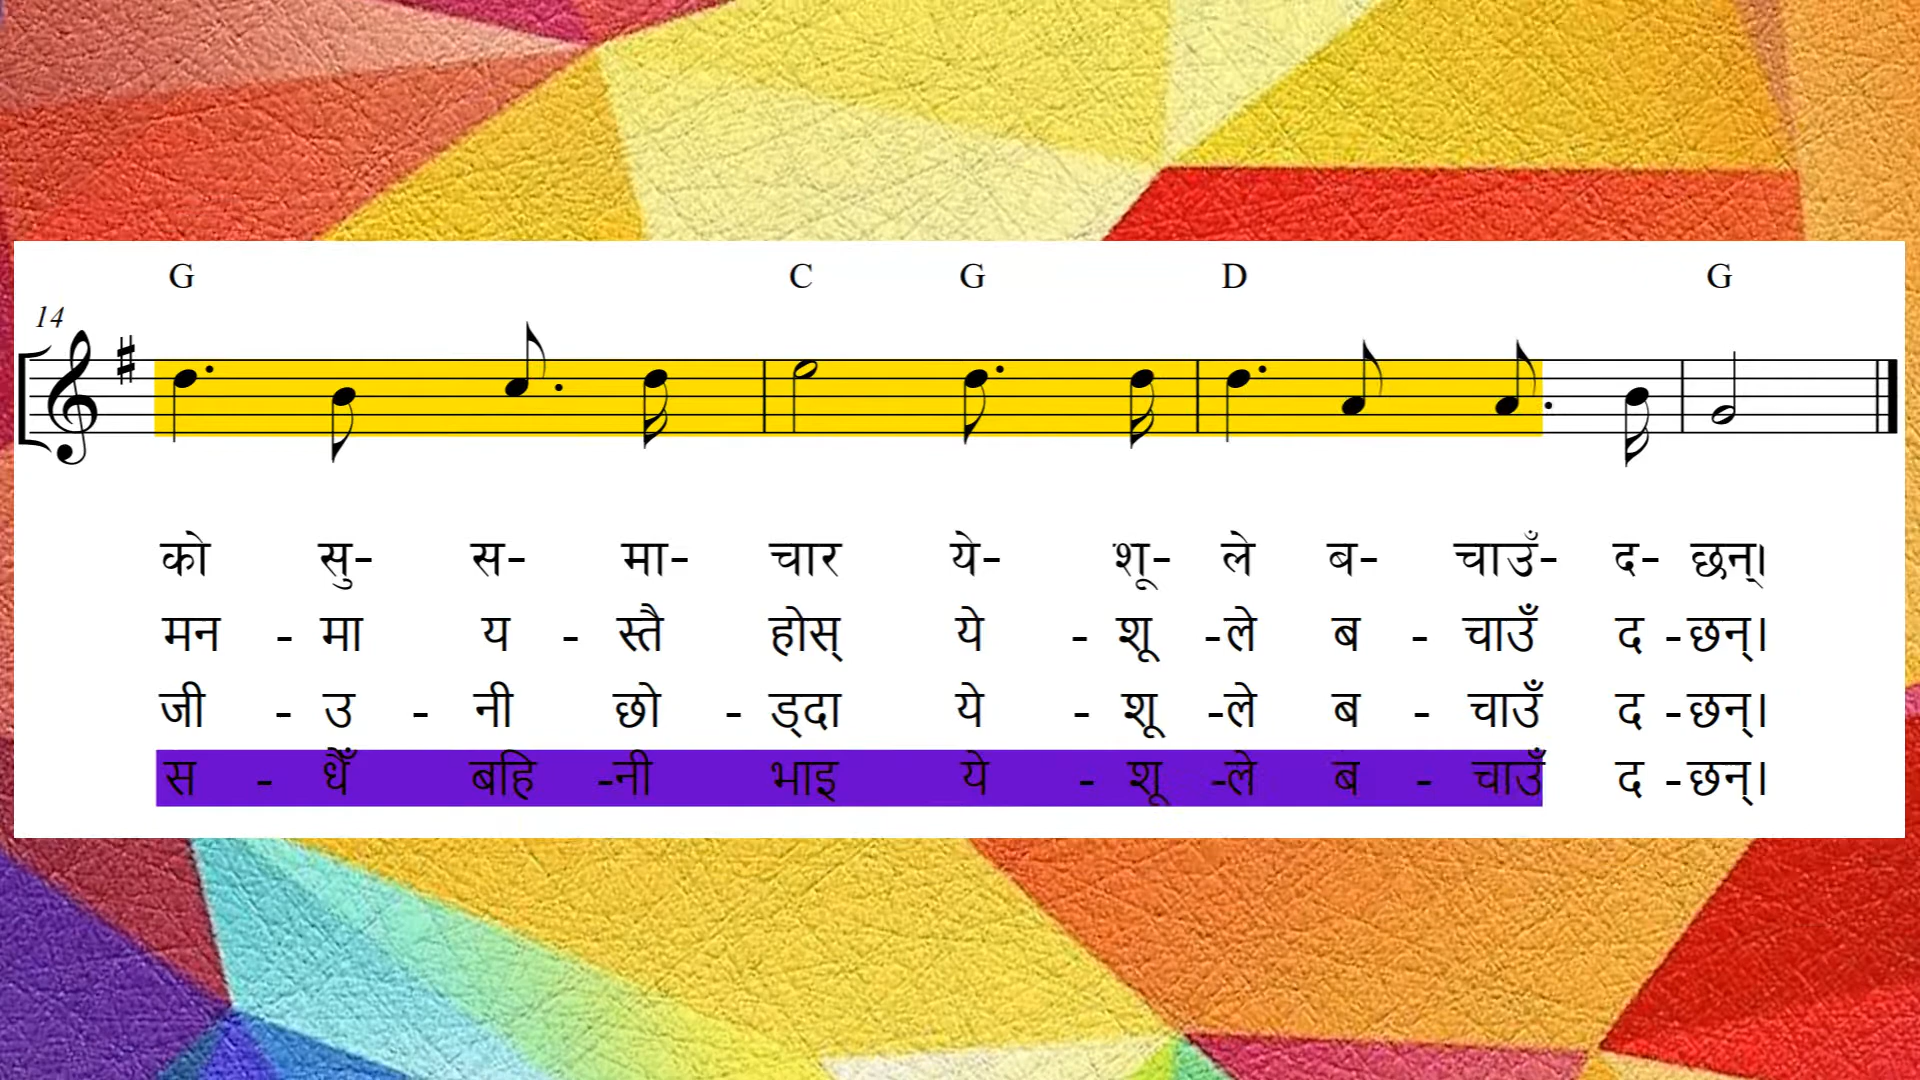 G C G D G
14
को सु- स- मा- चार ये- शू- ले ब- चाउँ- द- छन्।
मन - मा य - स्तै होस् ये - शू -ले ब - चाउँ द -छन्।
जी - उ - नी छो - ड्दा ये - शू -ले ब - चाउँ द -छन्।
स - धैँ बहि -नी भाइ ये - शू -ले ब - चाउँ द -छन्।